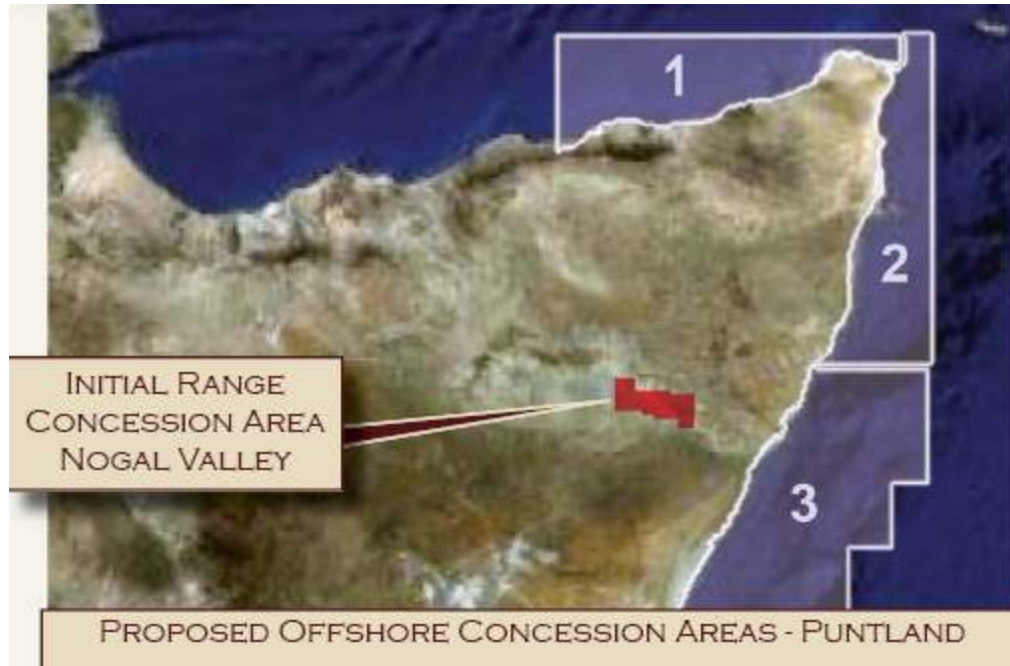 1
2
INITIAL RANGE
CONCESSION AREA
NOGAL VALLEY
3
PROPOSED OFFSHORE CONCESSION AREAS - PUNTLAND